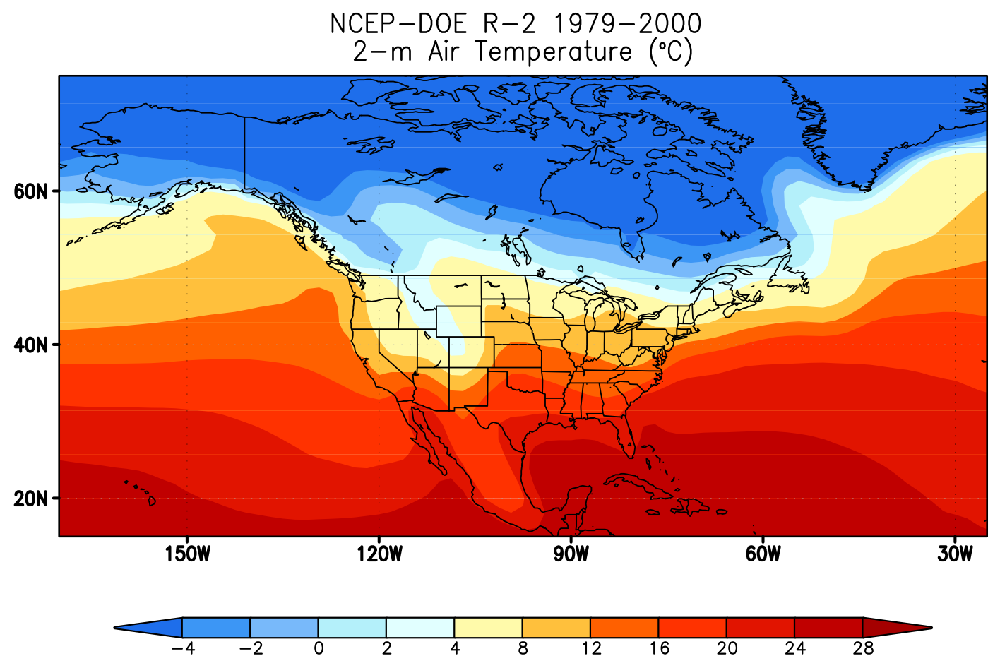 NCEP-DOE R-2 1979-2000
2-m Air Temperature (°C)
60N
40N
20N
150W 120W 90W 60W 30W
-4 -2 0 2 4 8 12 16 20 24 28